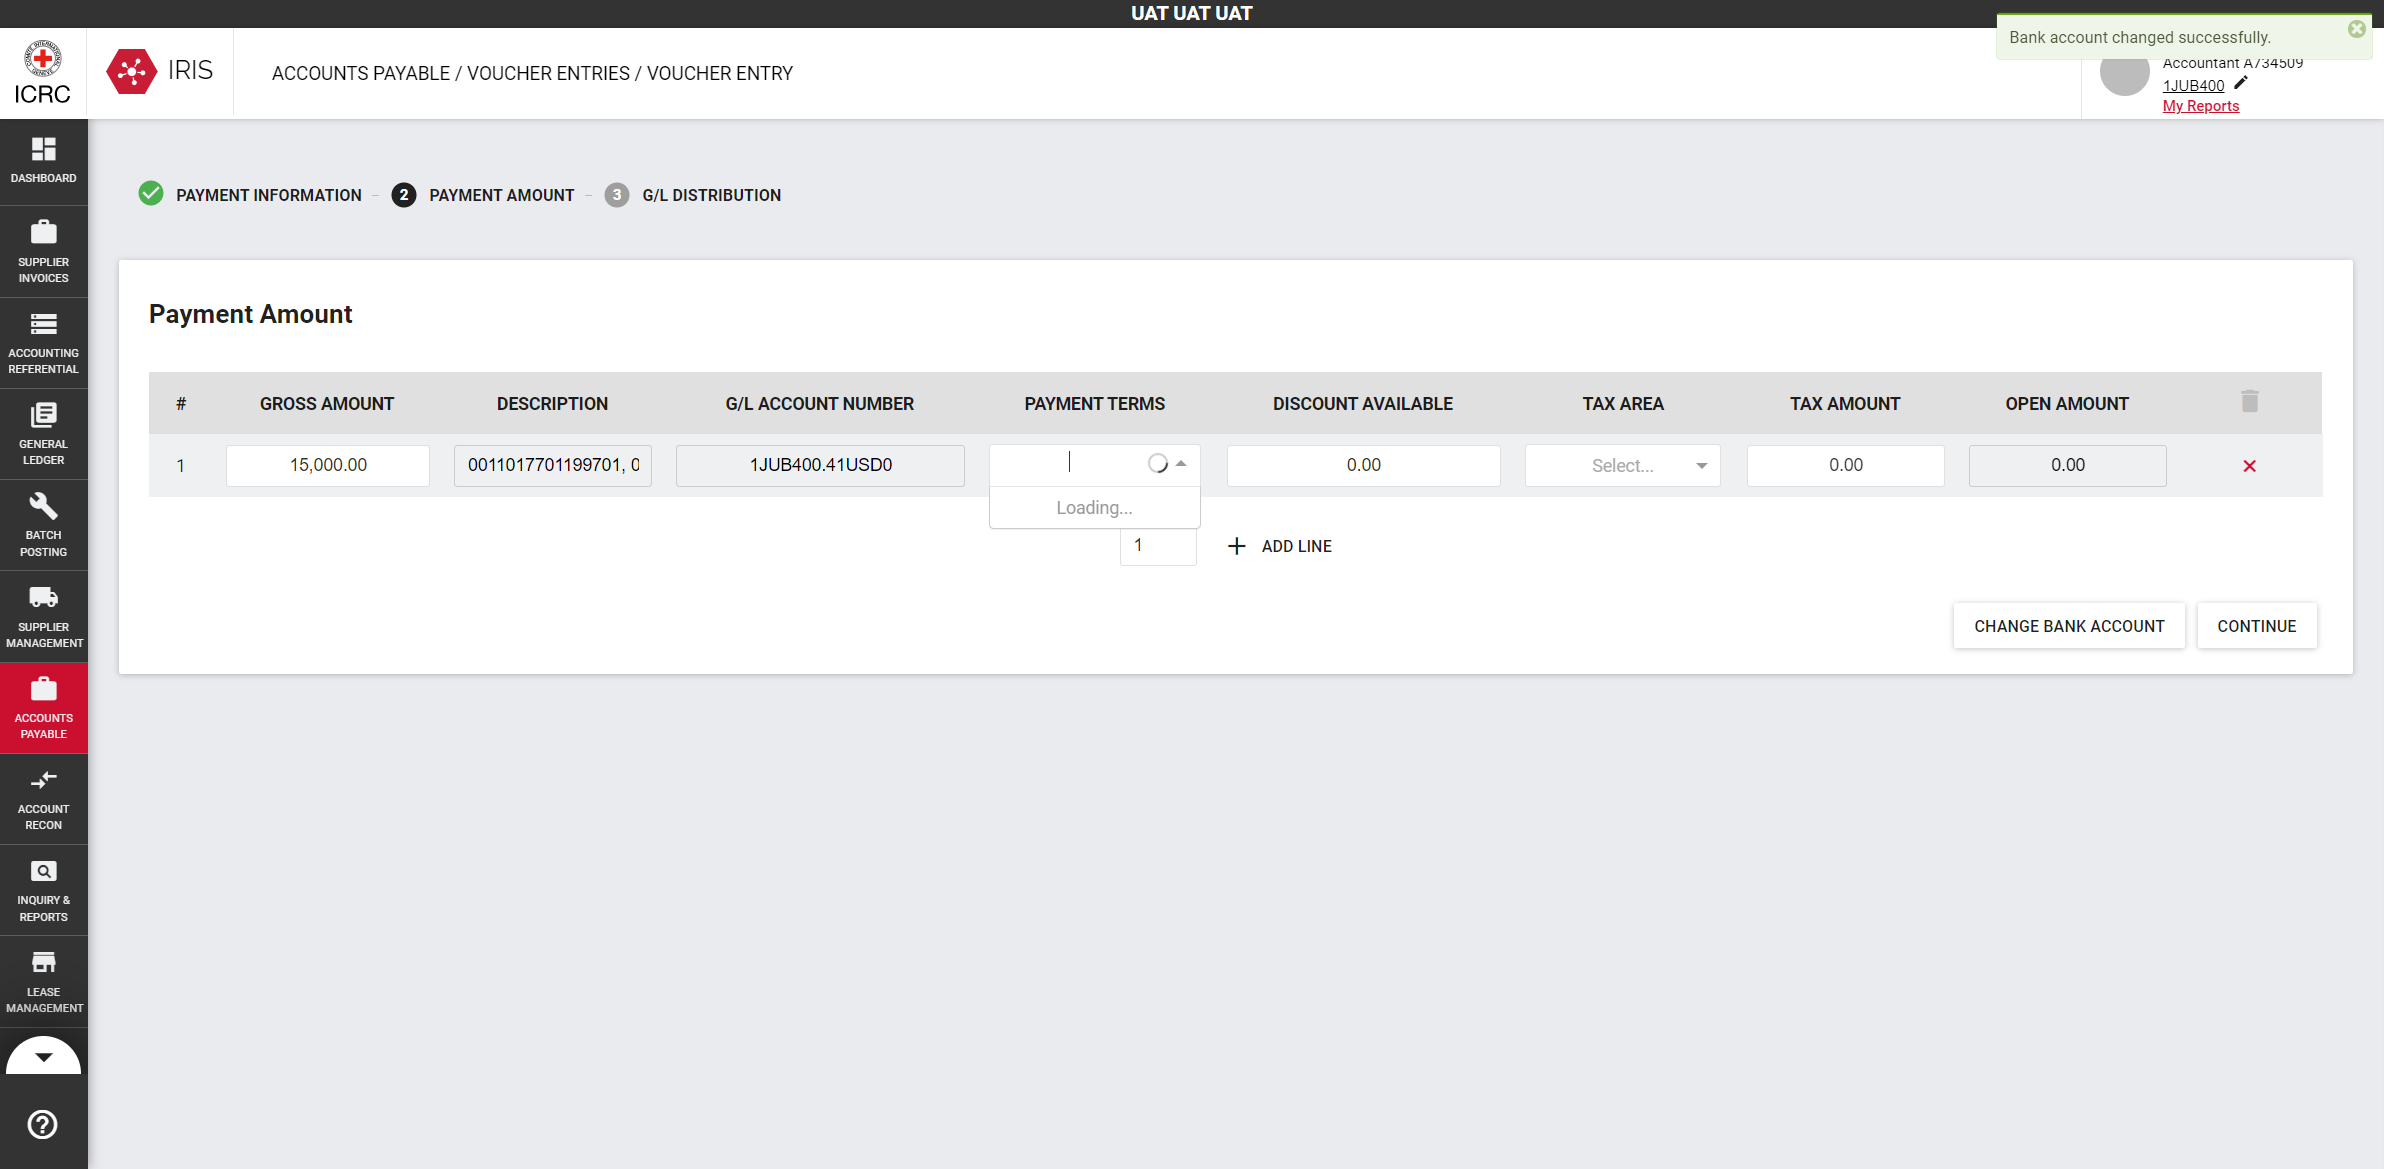 UAT UAT UAT
Bank account changed successfully.
ICRC
IRIS
ACCOUNTS PAYABLE / VOUCHER ENTRIES / VOUCHER ENTRY
Accountant A734509
1JUB400
My Reports
DASHBOARD
SUPPLIER
INVOICES
ACCOUNTING
REFERENTIAL
GENERAL
LEDGER
BATCH
POSTING
SUPPLIER
MANAGEMENT
ACCOUNTS
PAYABLE
ACCOUNT
RECON
INQUIRY &
REPORTS
LEASE
MANAGEMENT
PAYMENT INFORMATION – 2 PAYMENT AMOUNT – 3 G/L DISTRIBUTION
Payment Amount
# GROSS AMOUNT DESCRIPTION G/L ACCOUNT NUMBER PAYMENT TERMS DISCOUNT AVAILABLE TAX AREA TAX AMOUNT OPEN AMOUNT
1 15,000.00 0011017701199701, 0 1JUB400.41USD0 0.00 Select... 0.00 0.00
Loading...
1 ADD LINE
CHANGE BANK ACCOUNT CONTINUE